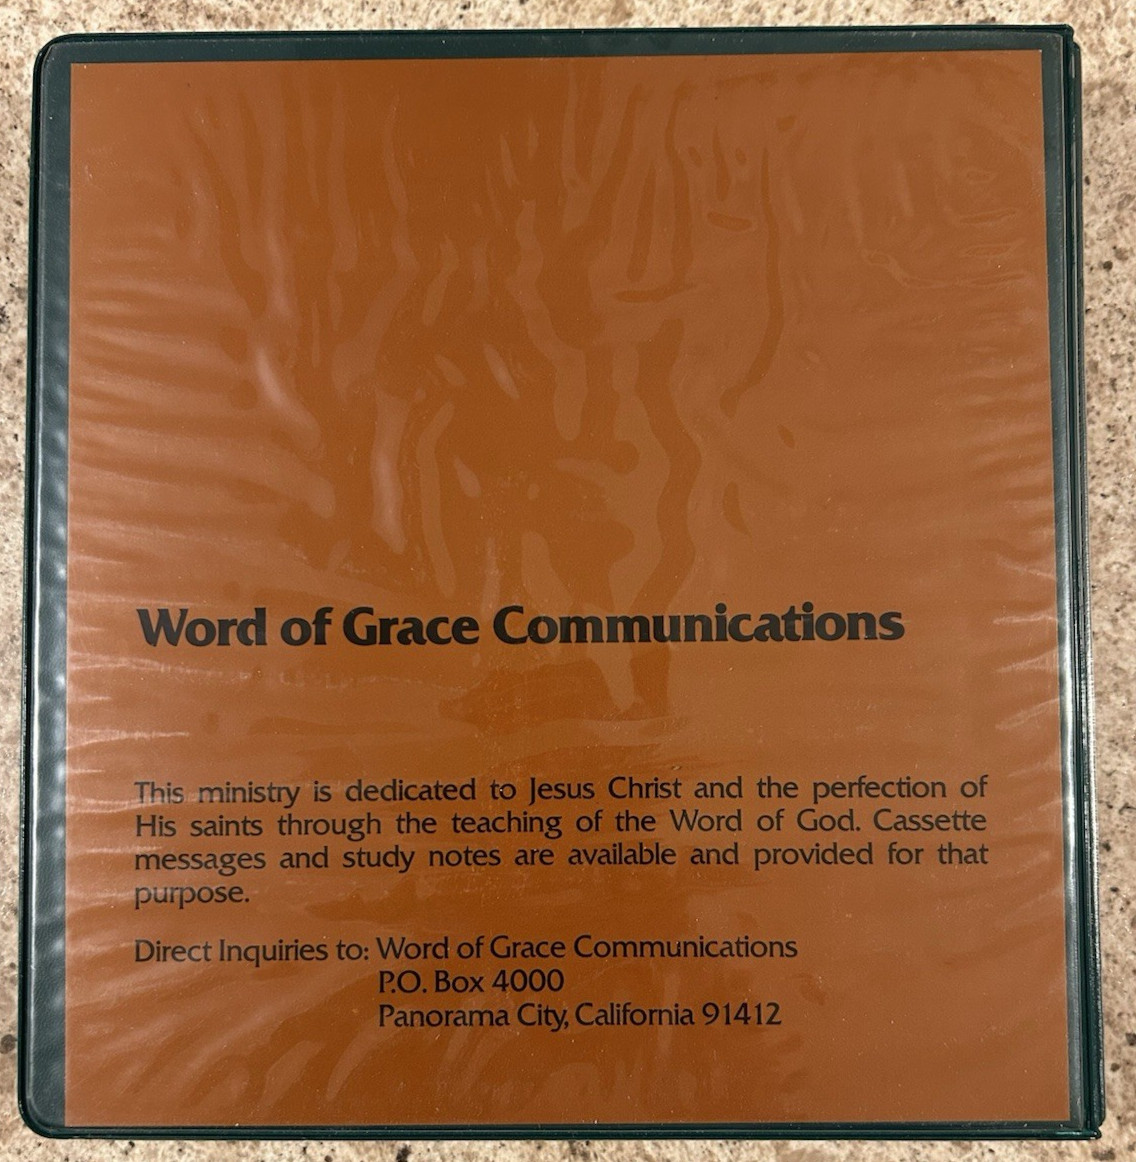 Word of Grace Communications
This ministry is dedicated to Jesus Christ and the perfection of
His saints through the teaching of the Word of God. Cassette
messages and study notes are available and provided for that
purpose.
Direct Inquiries to: Word of Grace Communications
P.O. Box 4000
Panorama City, California 91412